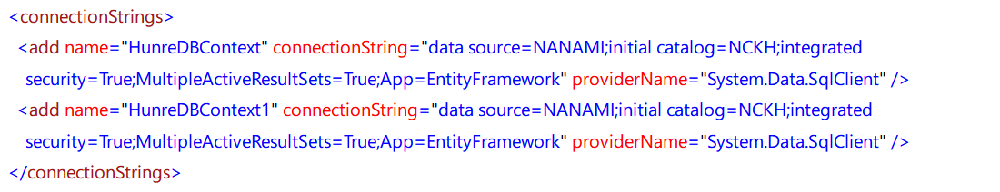 <connectionStrings>
<add name="HunreDBContext" connectionString="data source=NANAMI;initial catalog=NCKH;integrated
security=True;MultipleActiveResultSets=True;App=EntityFramework" providerName="System.Data.SqlClient" />
<add name="HunreDBContext1" connectionString="data source=NANAMI;initial catalog=NCKH;integrated
security=True;MultipleActiveResultSets=True;App=EntityFramework" providerName="System.Data.SqlClient" />
</connectionStrings>